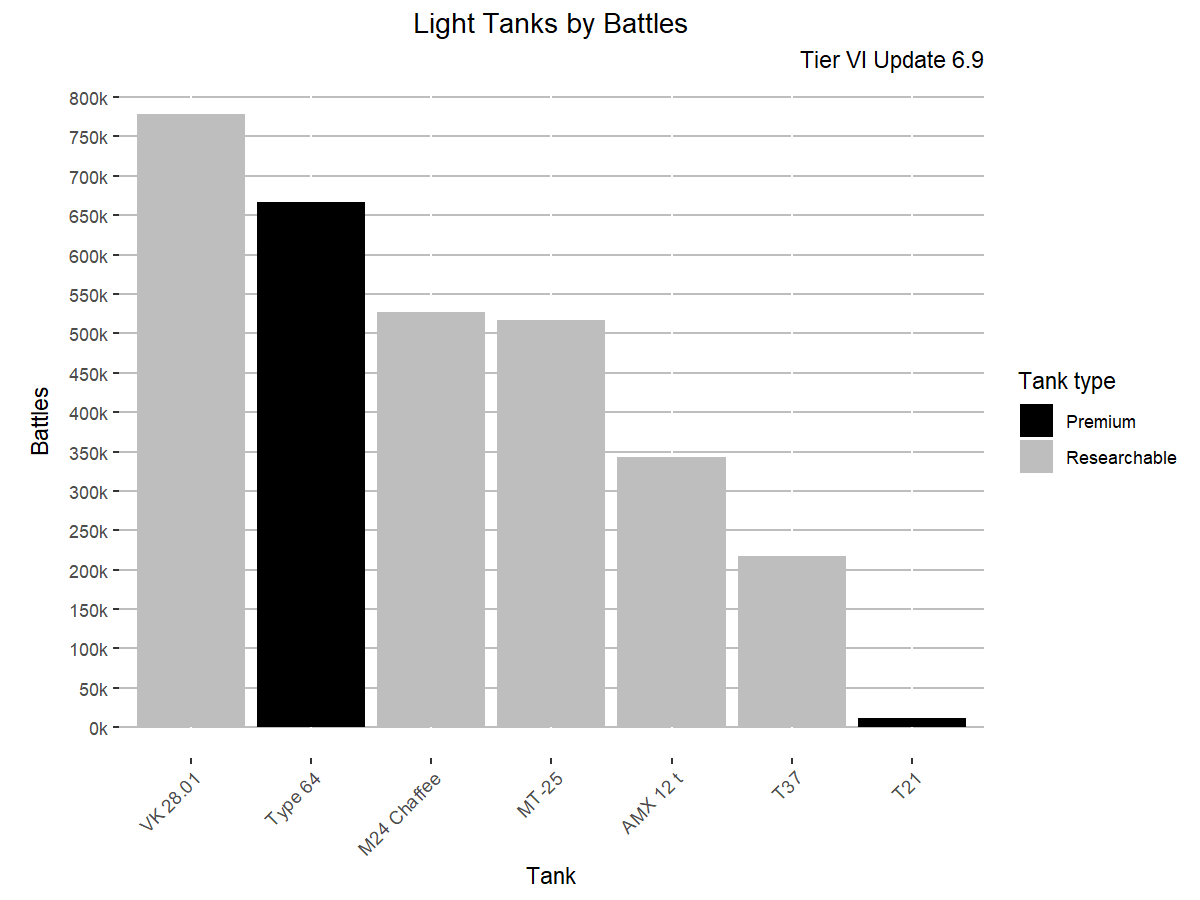 Light Tanks by Battles
Tier VI Update 6.9
800k
750k
700k
650k
600k
550k
500k
450k
400k
350k
300k
250k
200k
150k
100k
50k
0k
Battles
VK 28.01
Type 64
M24 Chaffee
MT-25
AMX 12 t
T37
T21
Tank
Tank type
Premium
Researchable